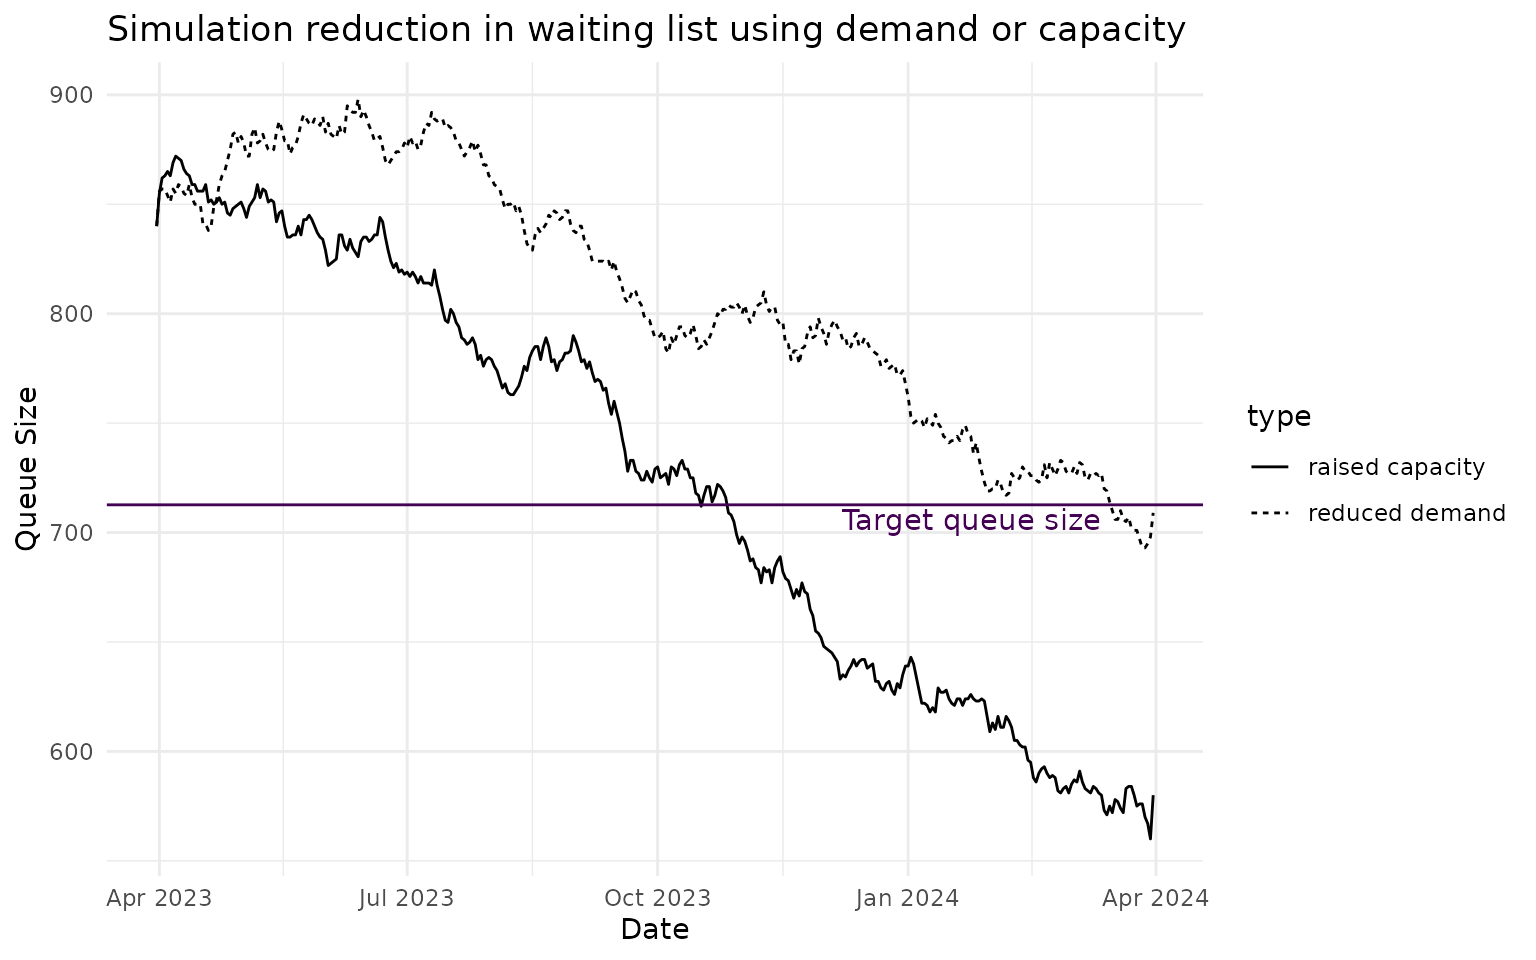 Simulation reduction in waiting list using demand or capacity
900
800
700
600
Queue Size
Target queue size
Apr 2023
Jul 2023
Oct 2023
Jan 2024
Apr 2024
Date
type
raised capacity
reduced demand